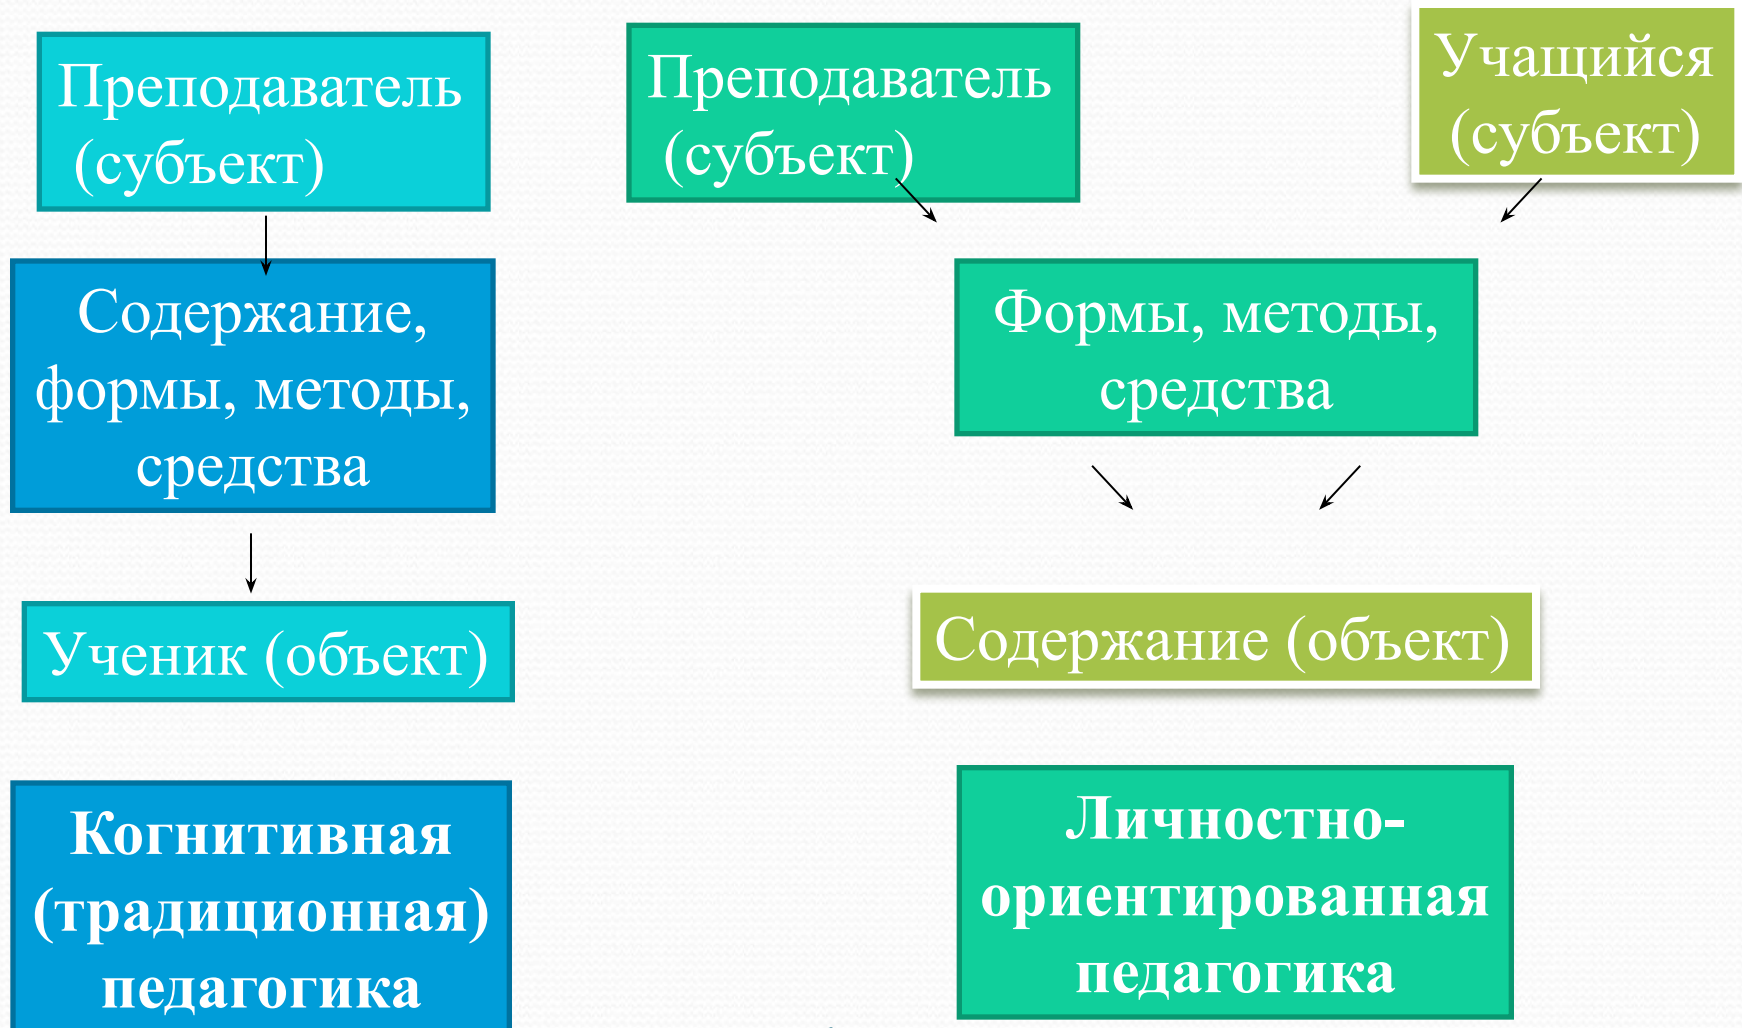 Преподаватель
(субъект)
Содержание,
формы, методы,
средства
Ученик (объект)
Когнитивная
(традиционная)
педагогика
Преподаватель
(субъект)
Учащийся
(субъект)
Формы, методы,
средства
Содержание (объект)
Личностно-
ориентированная
педагогика